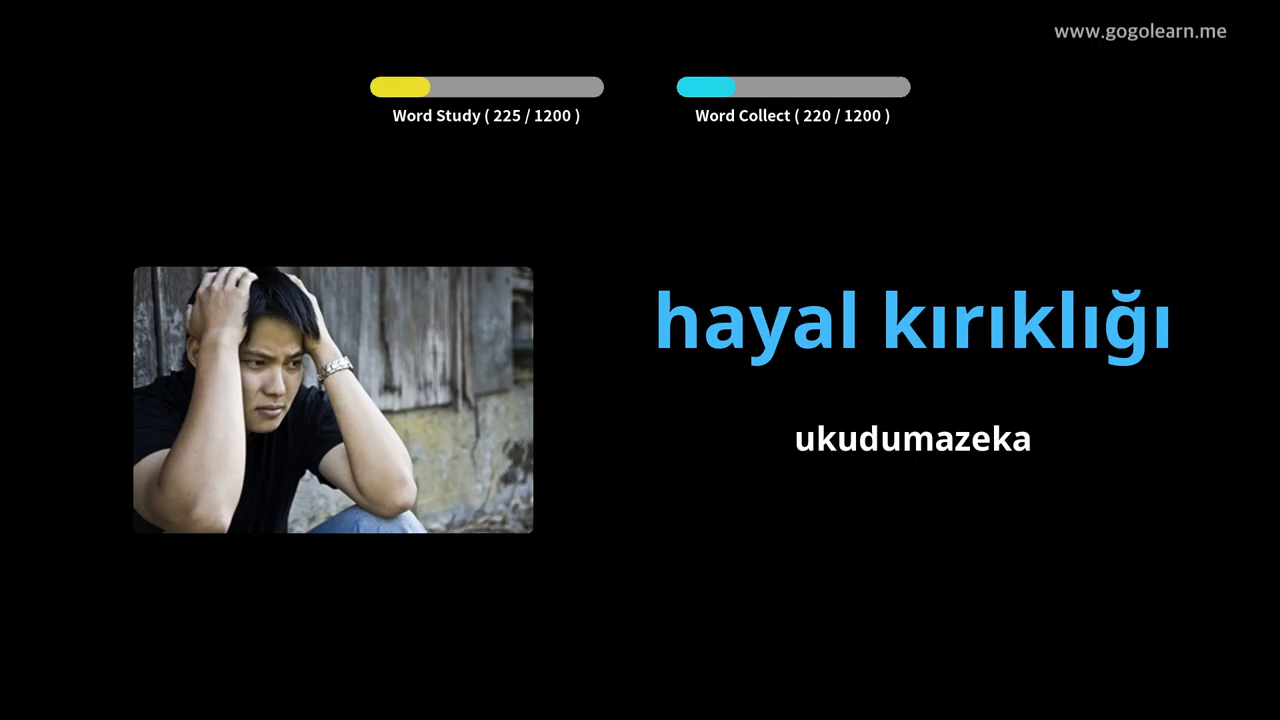 www.gogolearn.me
Word Study ( 225 / 1200 )
Word Collect ( 220 / 1200 )
hayal kırıklığı
ukudumazeka